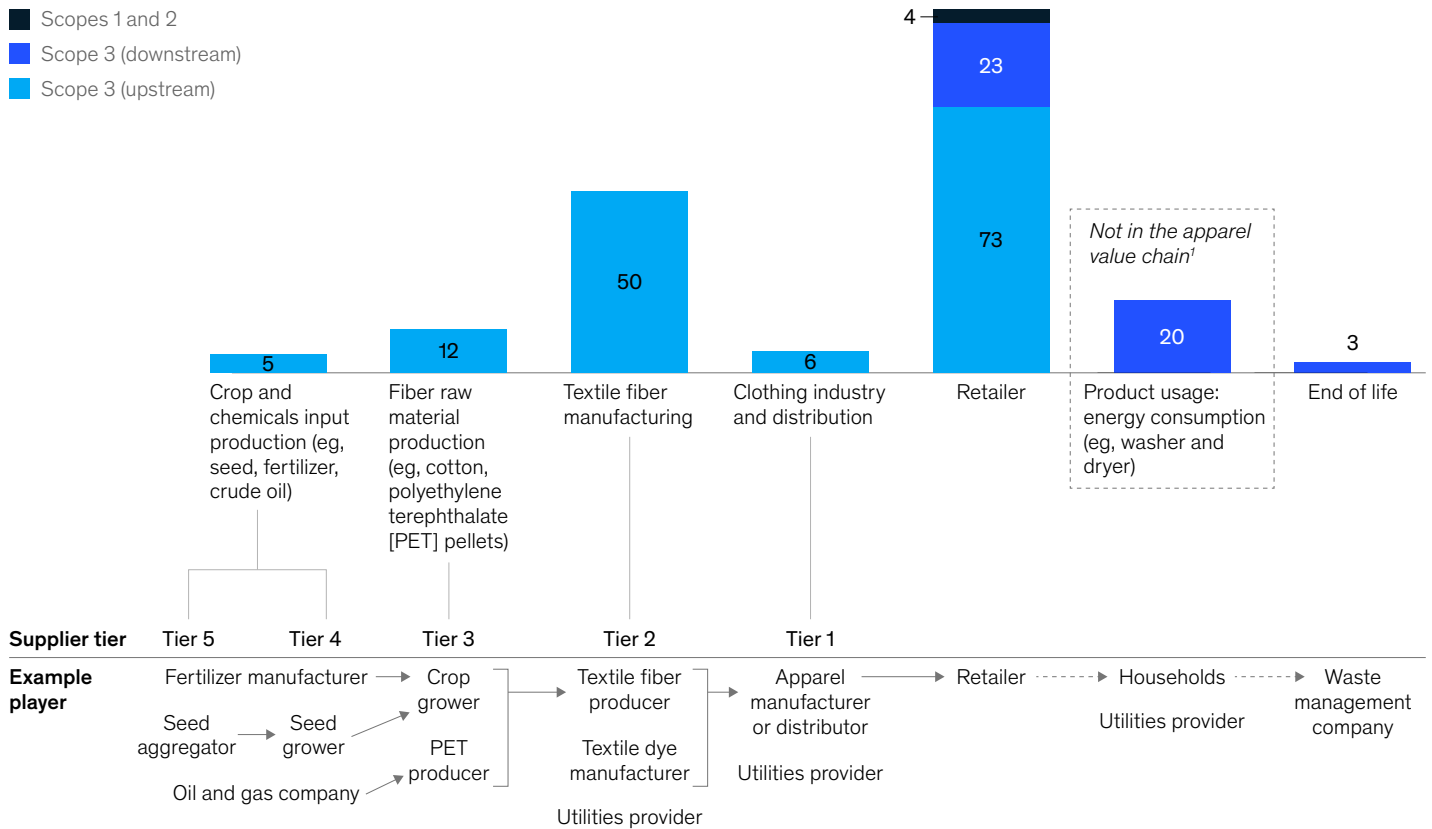 Scopes 1 and 2
Scope 3 (downstream)
Scope 3 (upstream)
4
23
73
50
12
5
6
Not in the apparel
value chain1
20
3
Crop and
chemicals input
production (eg,
seed, fertilizer,
crude oil)
Fiber raw
material
production
(eg, cotton,
polyethylene
terephthalate
[PET] pellets)
Textile fiber
manufacturing
Clothing industry
and distribution
Retailer
Product usage:
energy consumption
(eg, washer and
dryer)
End of life
Supplier tier
Tier 5
Tier 4
Tier 3
Tier 2
Tier 1
Example
player
Fertilizer manufacturer
Seed
aggregator
Seed
grower
Oil and gas company
Crop
grower
PET
producer
Textile fiber
producer
Textile dye
manufacturer
Utilities provider
Apparel
manufacturer
or distributor
Utilities provider
Retailer
Households
Utilities provider
Waste
management
company